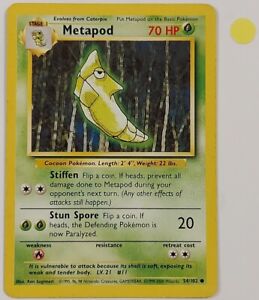 Evolves from Caterpie Put Metapod on the Basic Pokémon
STAGE 1
Metapod 70 HP
Cocoon Pokémon. Length: 2' 4", Weight: 22 lbs.
Stiffen Flip a coin. If heads, prevent all
damage done to Metapod during your
opponent's next turn. (Any other effects
of attacks still happen.)
Stun Spore Flip a coin. If
heads, the Defending Pokémon is
now Paralyzed.
20
weakness resistance retreat cost
It is vulnerable to attack because its shell is soft, exposing
its weak and tender body. LV. 21 #11
Illus. Ken Sugimori
54/102